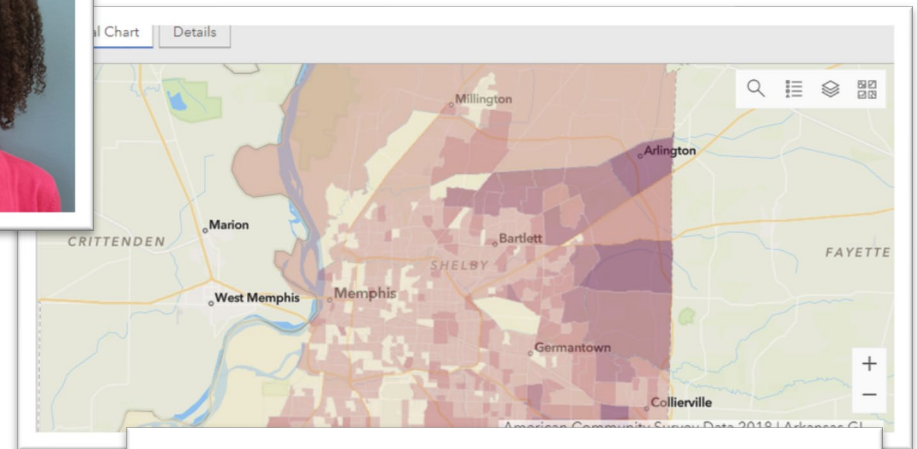 al Chart Details
Millington
Arlington
Marion
Bartlett
CRITTENDEN
SHELBY
FAYETTE
West Memphis
Memphis
Germantown
Collierville
American Community Survey Data 2018 | Arkansas GI